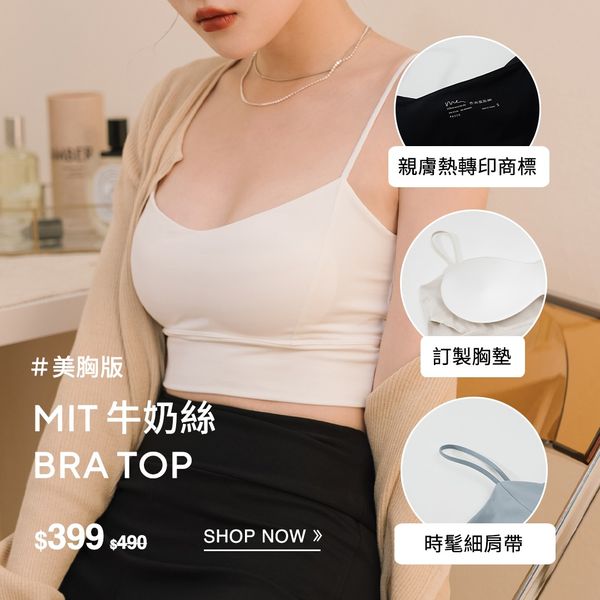 親膚熱轉印商標
訂製胸墊
#美胸版
MIT 牛奶絲
BRA TOP
$399 $490
SHOP NOW »
時髦細肩帶